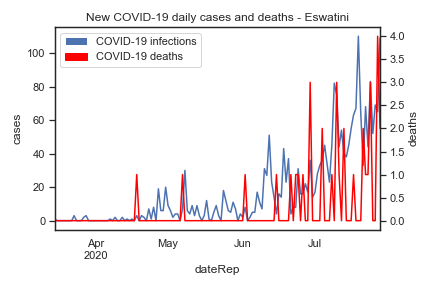 New COVID-19 daily cases and deaths - Eswatini
COVID-19 infections
COVID-19 deaths
100
80
60
40
20
0
cases
4.0
3.5
3.0
2.5
2.0
1.5
1.0
0.5
0.0
deaths
Apr
2020
May
Jun
Jul
dateRep